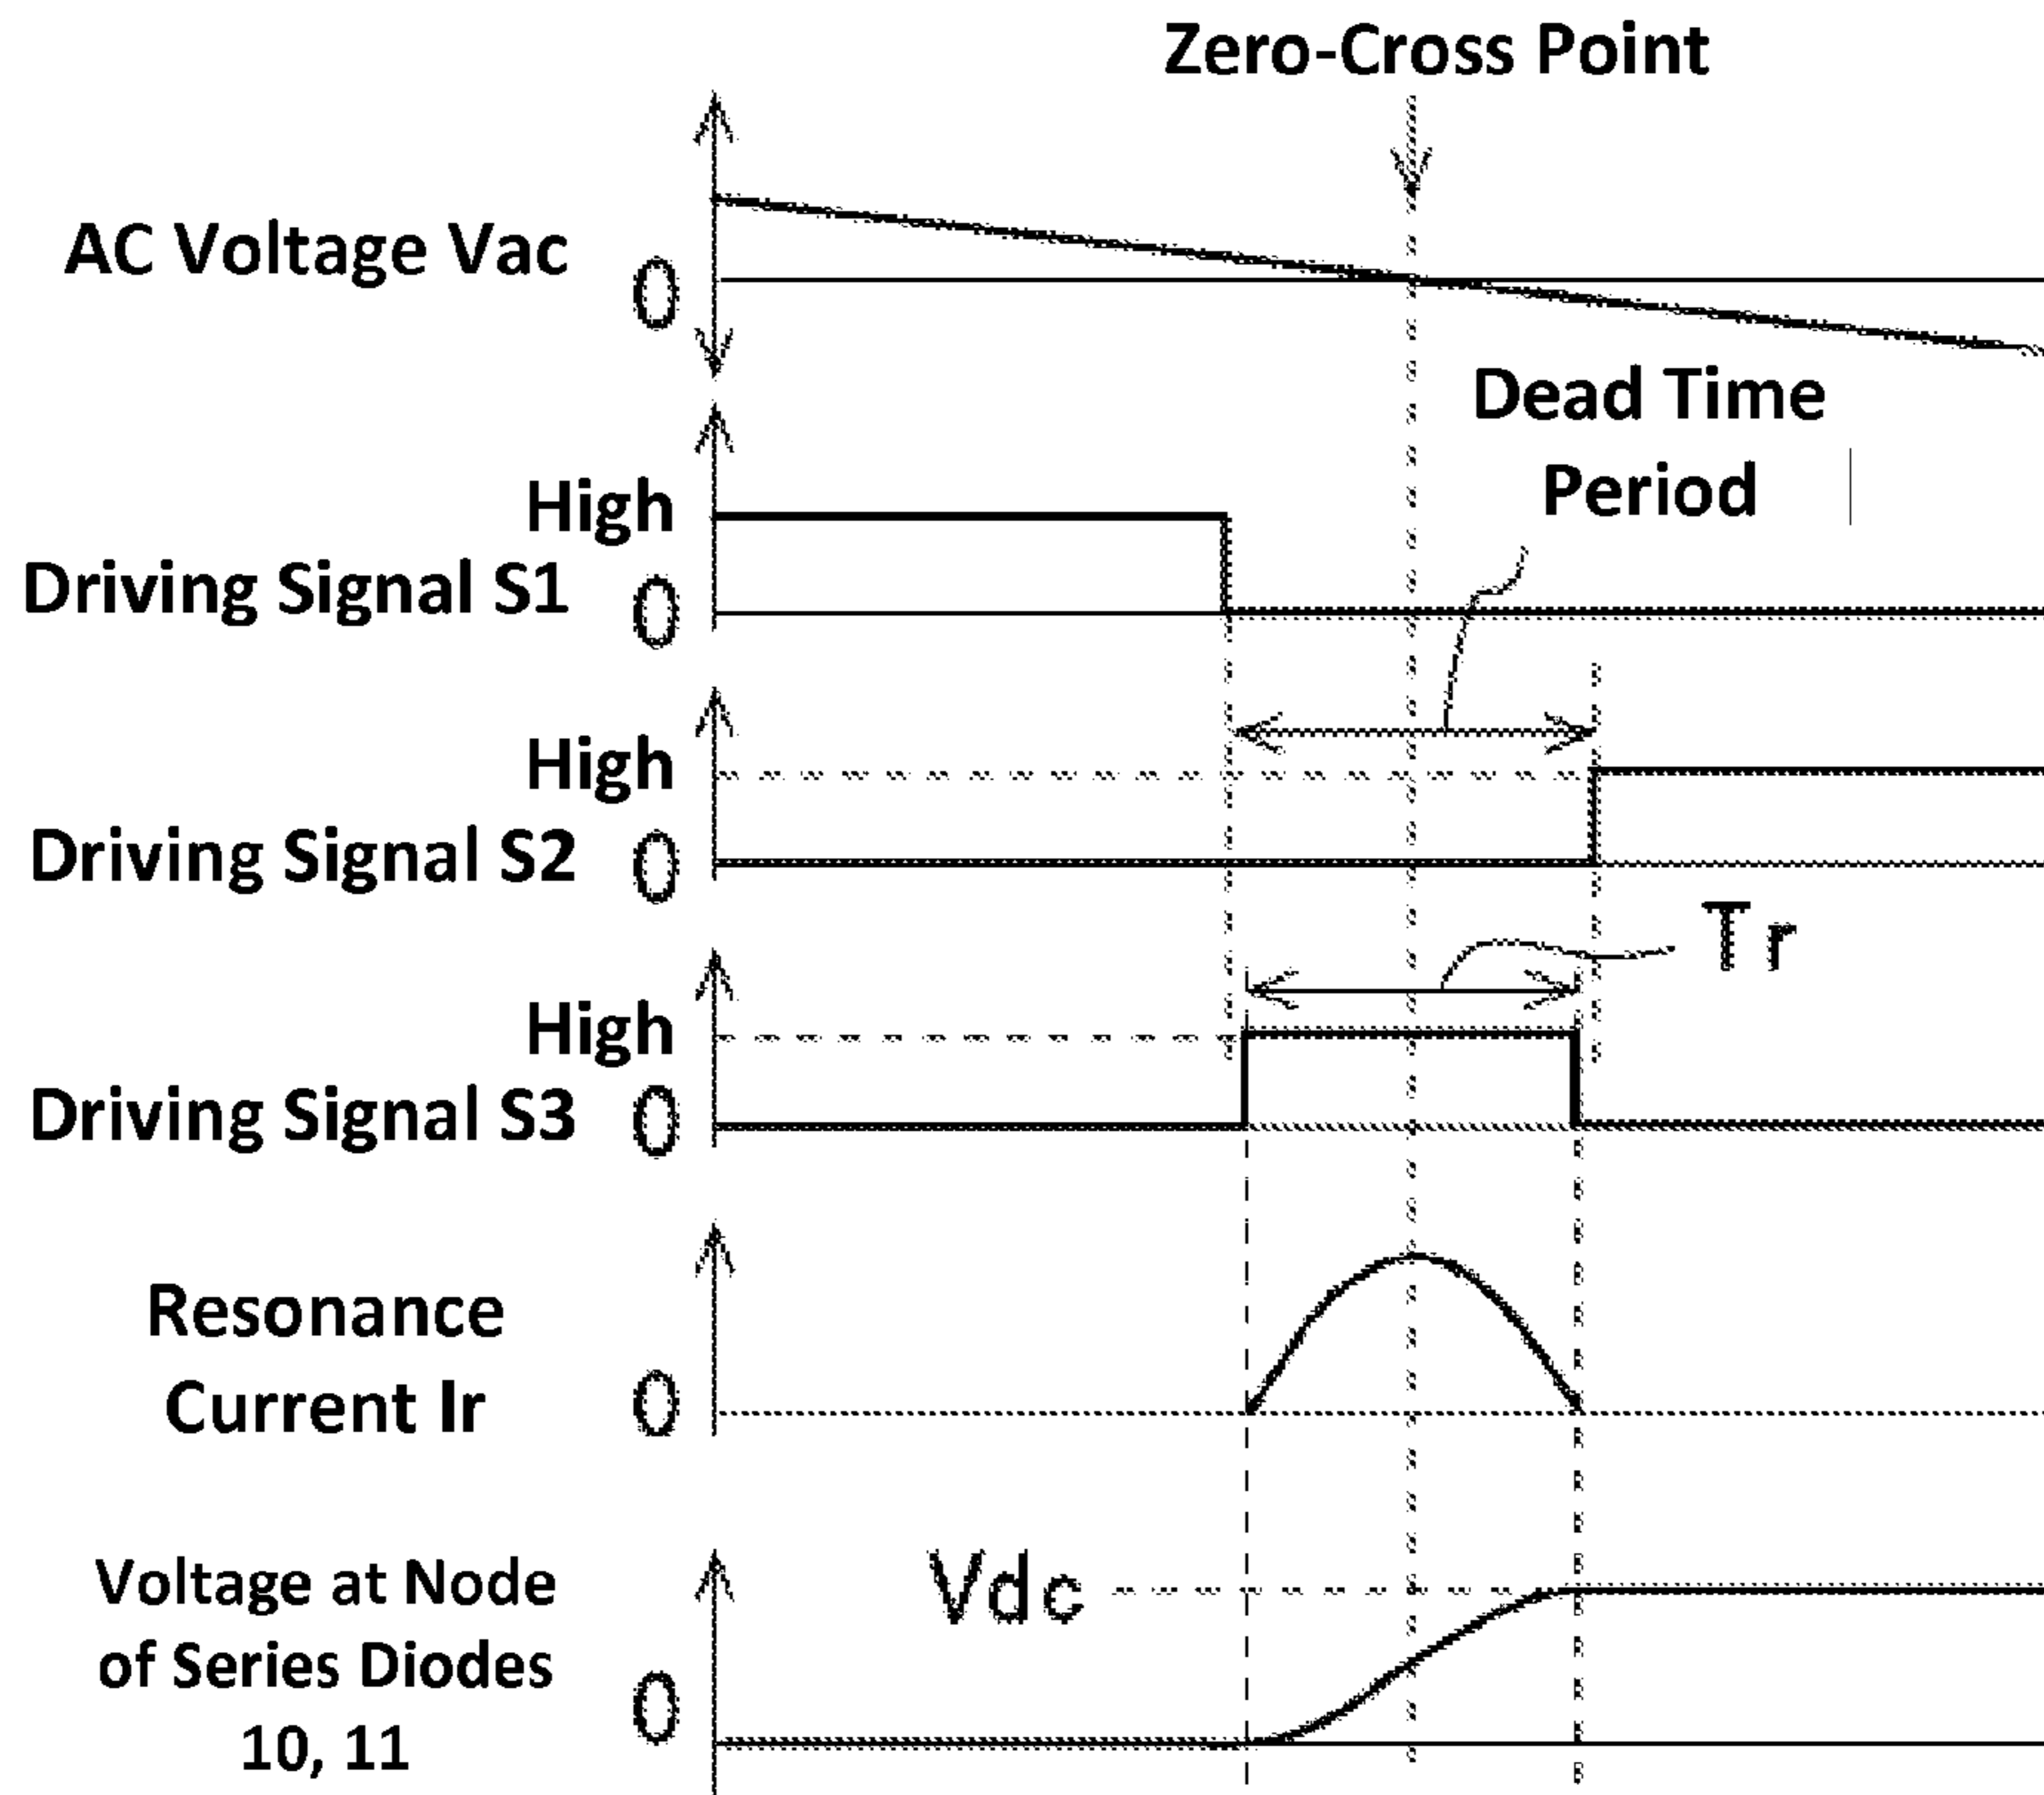 Zero-Cross Point
AC Voltage Vac
0
Dead Time
Period
High
Driving Signal S1
0
High
Driving Signal S2
0
Tr
High
Driving Signal S3
0
Resonance
Current Ir
0
Vdc
Voltage at Node
of Series Diodes
10, 11
0